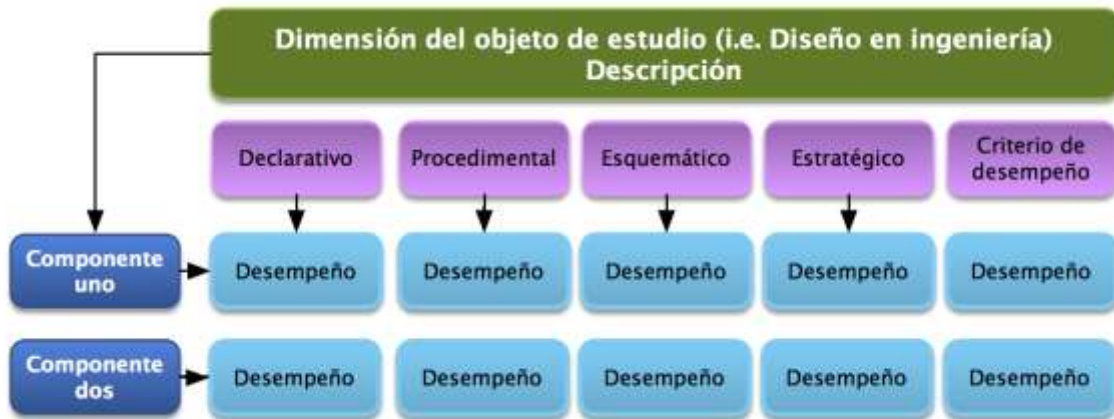 Dimensión del objeto de estudio (i.e. Diseño en ingeniería)
Descripción
Declarativo
Procedimental
Esquemático
Estratégico
Criterio de
desempeño
Componente
uno
Desempeño
Desempeño
Desempeño
Desempeño
Desempeño
Componente
dos
Desempeño
Desempeño
Desempeño
Desempeño
Desempeño